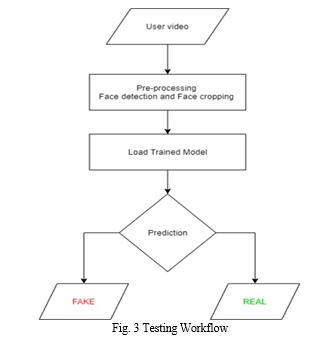 User video
Pre-processing
Face detection and Face cropping
Load Trained Model
Prediction
FAKE
REAL
Fig. 3 Testing Workflow